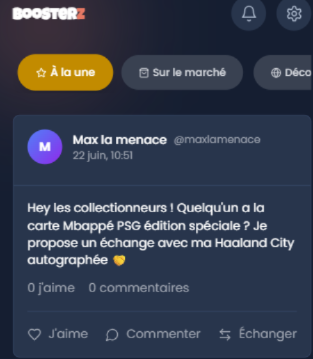 BOOSTERZ
À la une
Sur le marché
Déco
M
Max la menace @maxlamenace
22 juin, 10:51
Hey les collectionneurs ! Quelqu'un a la
carte Mbappé PSG édition spéciale ? Je
propose un échange avec ma Haaland City
autographée 🤝
0 j'aime 0 commentaires
J'aime Commenter Échanger